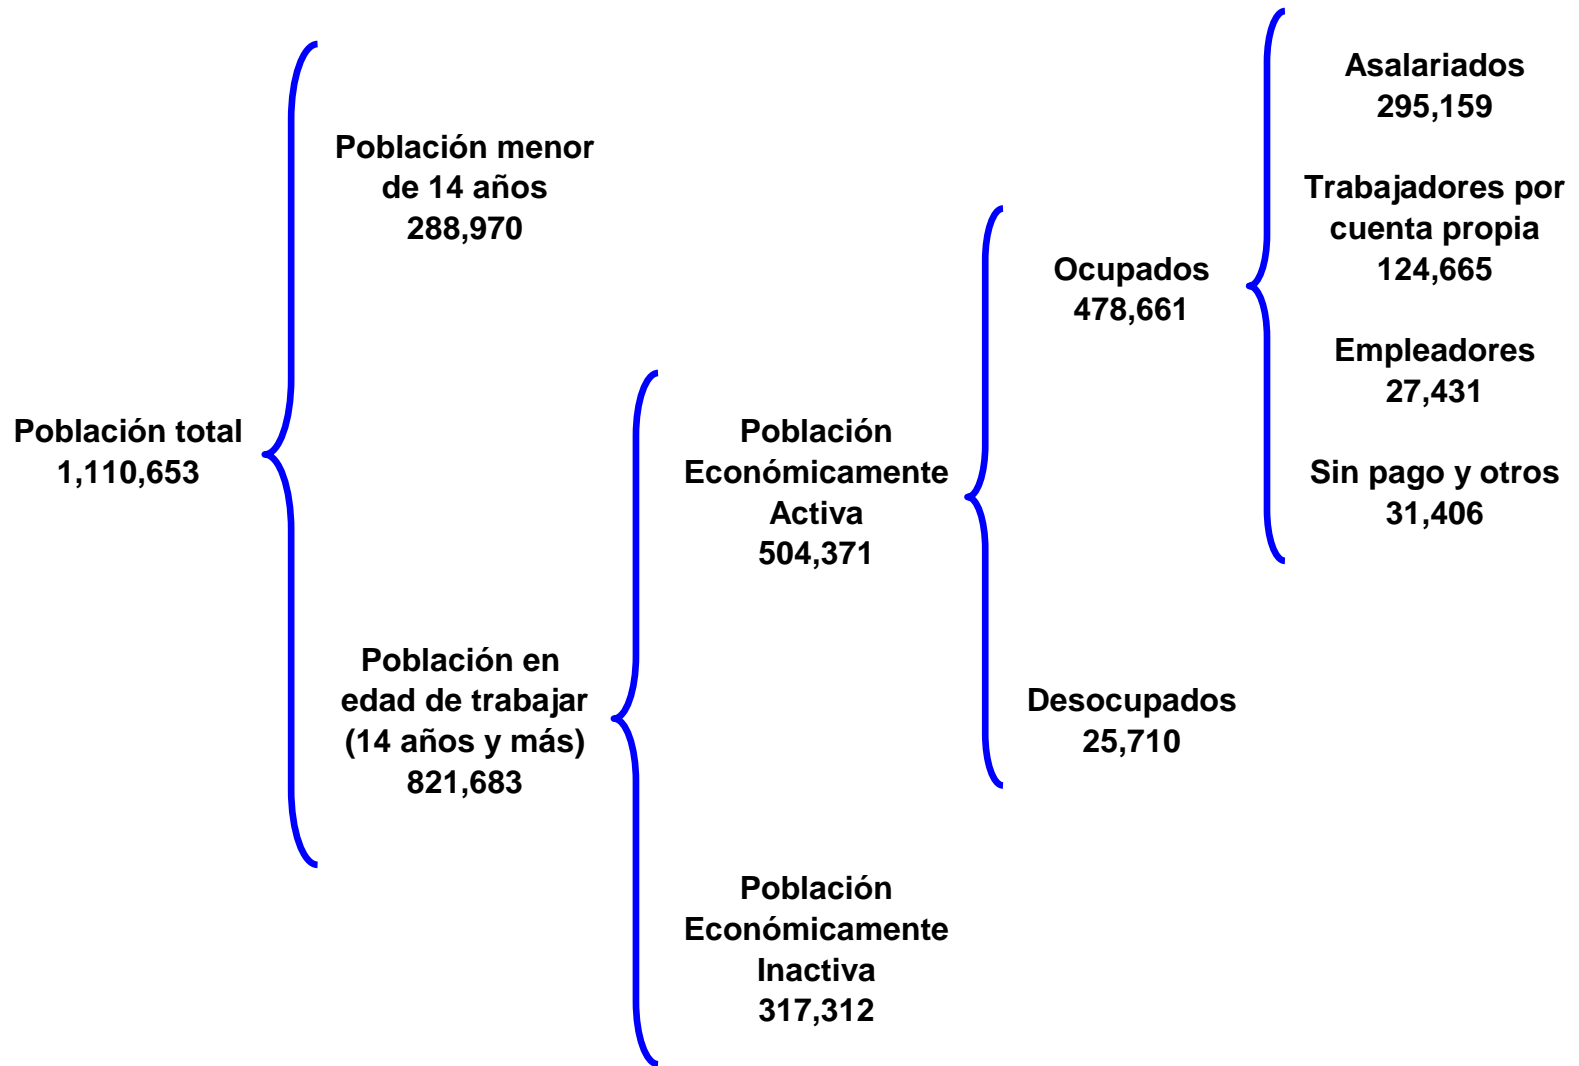 Población total
1,110,653
Población menor
de 14 años
288,970
Población en
edad de trabajar
(14 años y más)
821,683
Población
Económicamente
Activa
504,371
Población
Económicamente
Inactiva
317,312
Ocupados
478,661
Desocupados
25,710
Asalariados
295,159
Trabajadores por
cuenta propia
124,665
Empleadores
27,431
Sin pago y otros
31,406